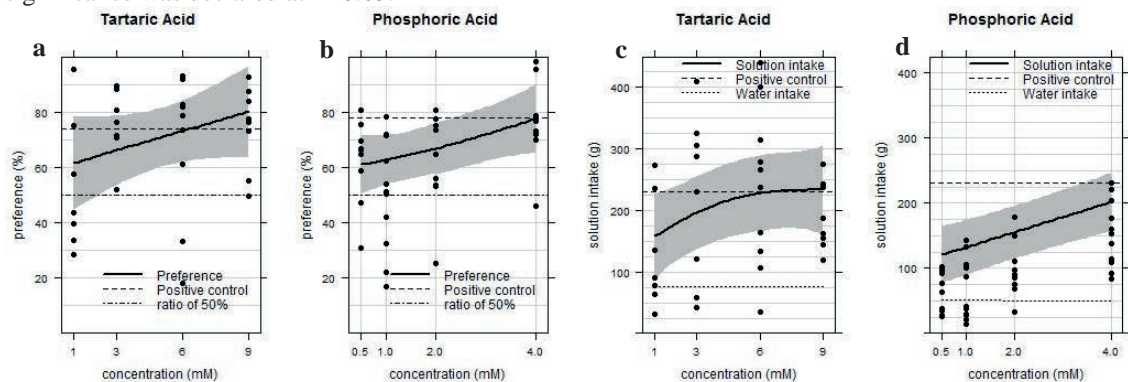 Tartaric Acid
Phosphoric Acid
Tartaric Acid
Phosphoric Acid
a
preference (%)
80
60
40
20
Preference
Positive control
ratio of 50%
1
3
6
9
concentration (mM)
b
preference (%)
80
60
40
20
Preference
Positive control
ratio of 50%
0.5
1.0
2.0
4.0
concentration (mM)
c
solution intake (g)
400
300
200
100
Solution intake
Positive control
Water intake
1
3
6
9
concentration (mM)
d
solution intake (g)
400
300
200
100
Solution intake
Positive control
Water intake
0.5
1.0
2.0
4.0
concentration (mM)